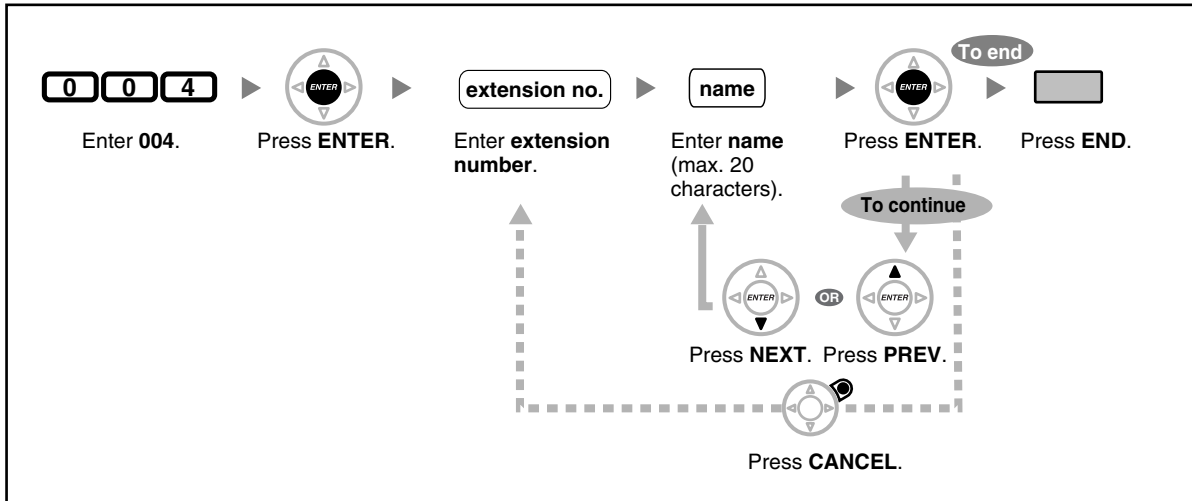 To end
0 0 4
ENTER
extension no.
name
ENTER
Enter 004.
Press ENTER.
Enter extension
number.
Enter name
(max. 20
characters).
Press ENTER.
Press END.
To continue
ENTER
OR
ENTER
Press NEXT.
Press PREV.
Press CANCEL.